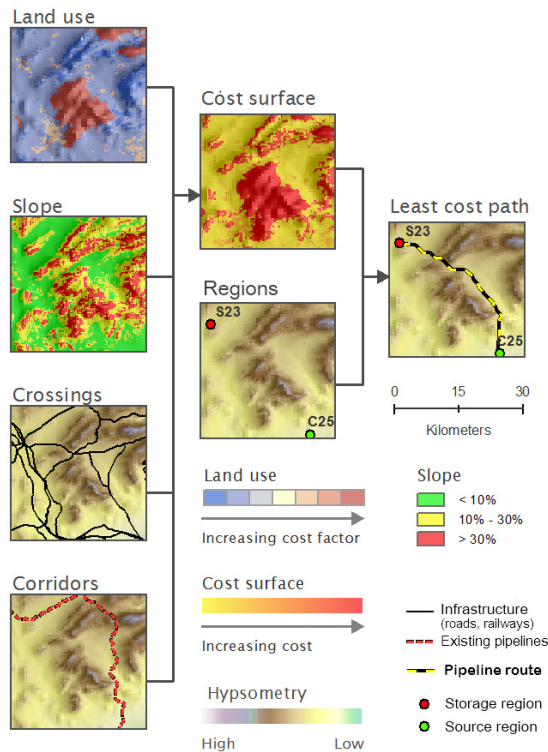 Land use
Cost surface
Slope
Least cost path
S23
C25
Regions
S23
C25
Crossings
0 15 30
Kilometers
Land use
Increasing cost factor
Slope
< 10%
10% - 30%
> 30%
Corridors
Cost surface
Increasing cost
Infrastructure
(roads, railways)
Existing pipelines
Pipeline route
Storage region
Source region
Hypsometry
High Low